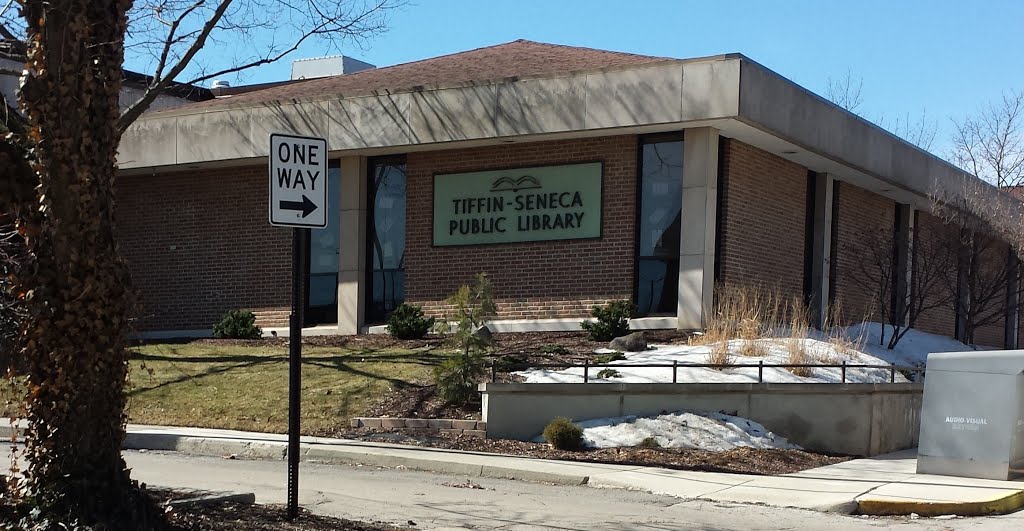 ONE
WAY
TIFFIN-SENECA
PUBLIC LIBRARY
AUDIO VISUAL